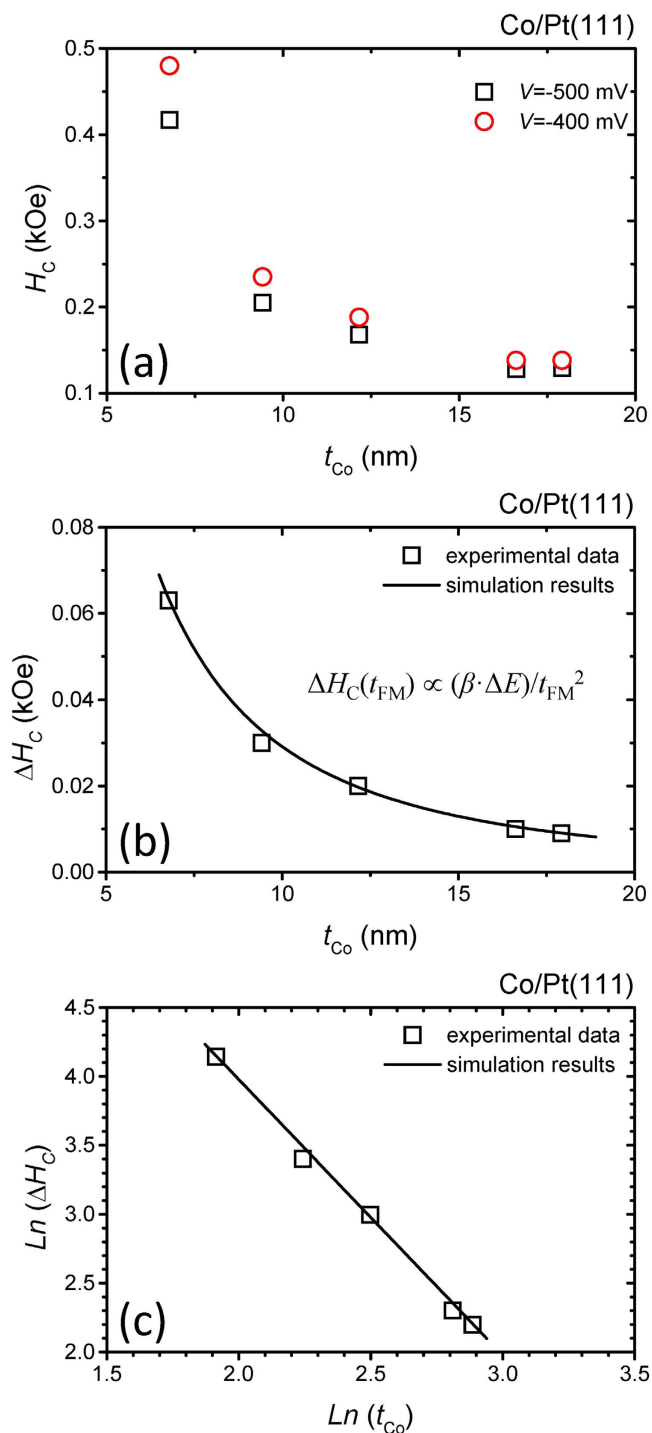 Co/Pt(111)
0.5
0.4
0.3
0.2
0.1
H_C (kOe)
V=-500 mV
V=-400 mV
(a)
5 10 15 20
t_Co (nm)
Co/Pt(111)
0.08
0.06
0.04
0.02
0.00
ΔH_C (kOe)
experimental data
simulation results
ΔH_C(t_FM) ∝ (β·ΔE)/t_FM²
(b)
5 10 15 20
t_Co (nm)
Co/Pt(111)
4.5
4.0
3.5
3.0
2.5
2.0
Ln (ΔH_C)
experimental data
simulation results
(c)
1.5 2.0 2.5 3.0 3.5
Ln (t_Co)